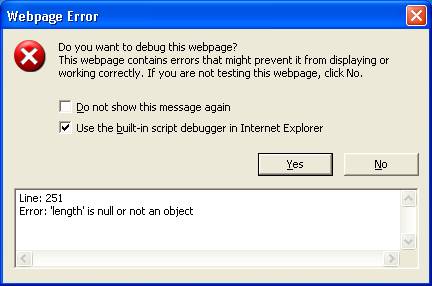 Webpage Error
Do you want to debug this webpage?
This webpage contains errors that might prevent it from displaying or
working correctly. If you are not testing this webpage, click No.
Do not show this message again
Use the built-in script debugger in Internet Explorer
Yes
No
Line: 251
Error: 'length' is null or not an object